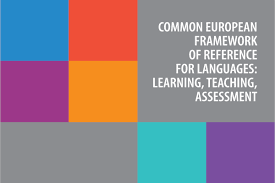 COMMON EUROPEAN
FRAMEWORK
OF REFERENCE
FOR LANGUAGES:
LEARNING, TEACHING,
ASSESSMENT